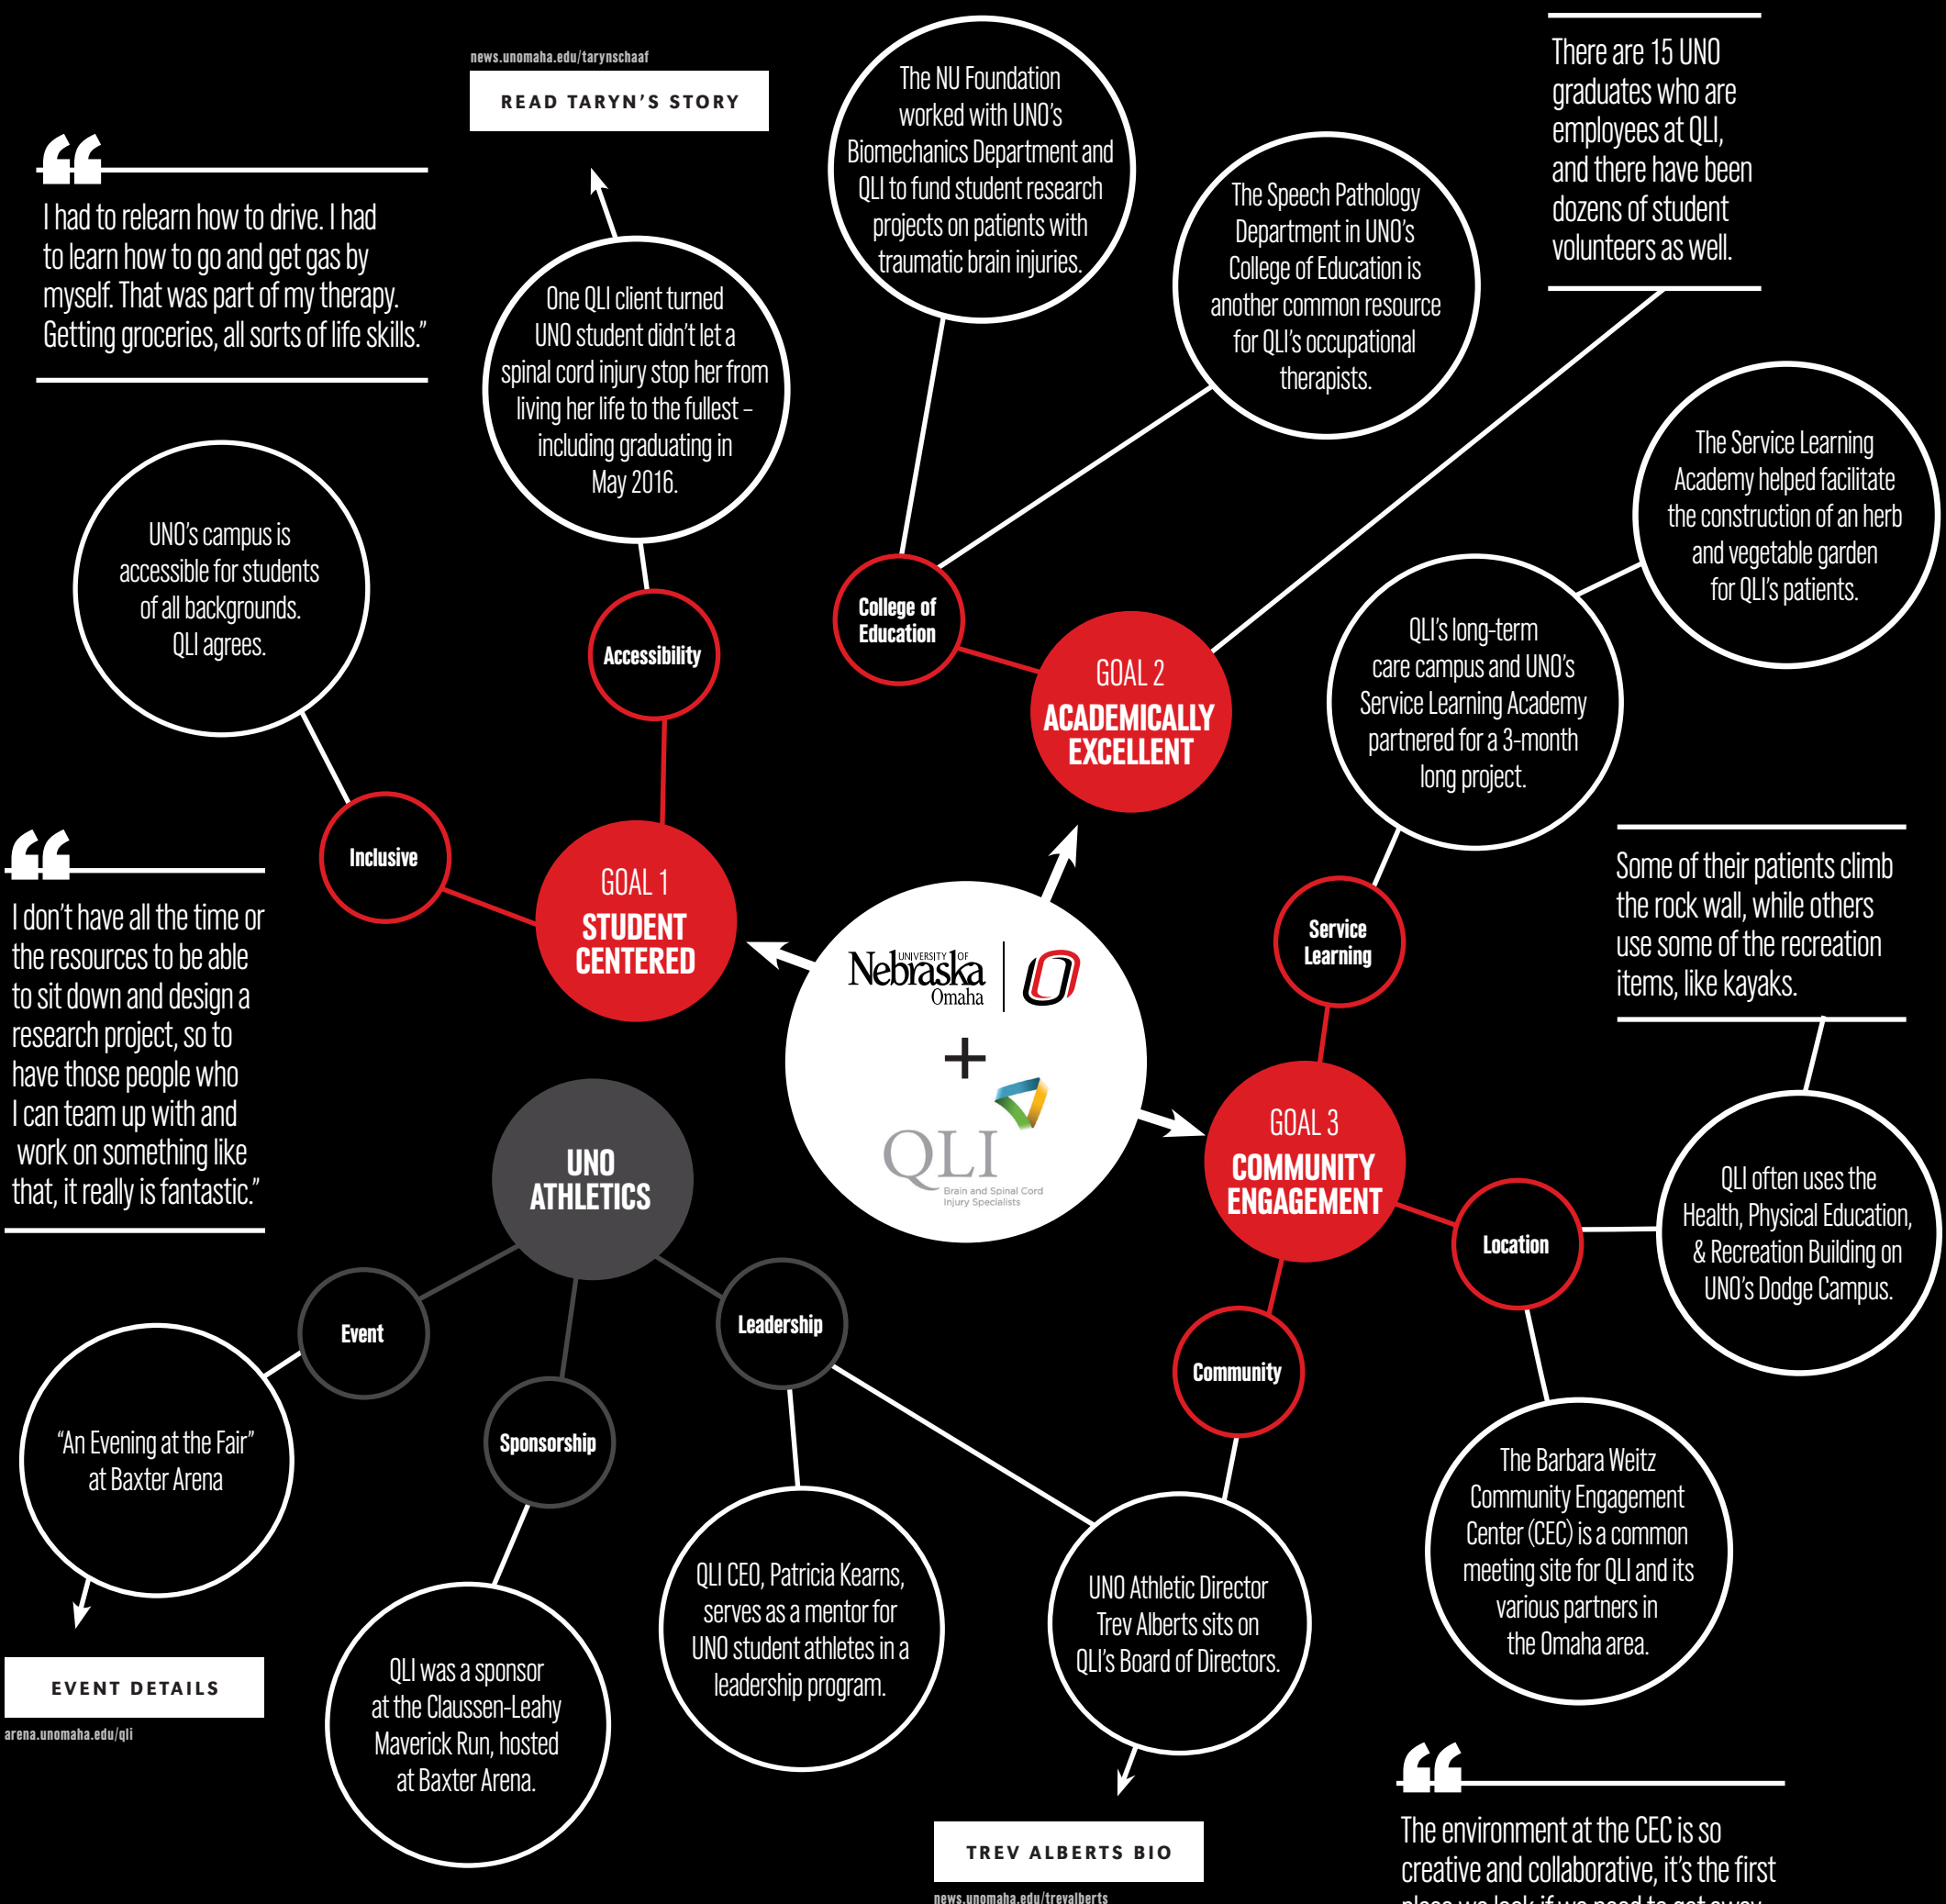 news.unomaha.edu/tarynschaaf
READ TARYN'S STORY
I had to relearn how to drive. I had
to learn how to go and get gas by
myself. That was part of my therapy.
Getting groceries, all sorts of life skills.”
One QLI client turned
UNO student didn't let a
spinal cord injury stop her from
living her life to the fullest –
including graduating in
May 2016.
The NU Foundation
worked with UNO's
Biomechanics Department and
QLI to fund student research
projects on patients with
traumatic brain injuries.
The Speech Pathology
Department in UNO's
College of Education is
another common resource
for QLI's occupational
therapists.
There are 15 UNO
graduates who are
employees at QLI,
and there have been
dozens of student
volunteers as well.
The Service Learning
Academy helped facilitate
the construction of an herb
and vegetable garden
for QLI's patients.
UNO's campus is
accessible for students
of all backgrounds.
QLI agrees.
Accessibility
College of
Education
GOAL 2
ACADEMICALLY
EXCELLENT
QLI's long-term
care campus and UNO's
Service Learning Academy
partnered for a 3-month
long project.
Inclusive
GOAL 1
STUDENT
CENTERED
I don't have all the time or
the resources to be able
to sit down and design a
research project, so to
have those people who
I can team up with and
work on something like
that, it really is fantastic.”
UNIVERSITY OF
Nebraska
Omaha
O
+
QLI
Brain and Spinal Cord
Injury Specialists
Service
Learning
Some of their patients climb
the rock wall, while others
use some of the recreation
items, like kayaks.
UNO
ATHLETICS
GOAL 3
COMMUNITY
ENGAGEMENT
Location
QLI often uses the
Health, Physical Education,
& Recreation Building on
UNO's Dodge Campus.
Event
Leadership
Community
Sponsorship
“An Evening at the Fair”
at Baxter Arena
EVENT DETAILS
arena.unomaha.edu/qli
QLI was a sponsor
at the Claussen-Leahy
Maverick Run, hosted
at Baxter Arena.
QLI CEO, Patricia Kearns,
serves as a mentor for
UNO student athletes in a
leadership program.
UNO Athletic Director
Trev Alberts sits on
QLI's Board of Directors.
The Barbara Weitz
Community Engagement
Center (CEC) is a common
meeting site for QLI and its
various partners in
the Omaha area.
TREV ALBERTS BIO
news.unomaha.edu/trevalberts
The environment at the CEC is so
creative and collaborative, it's the first
place we look if we need to get away